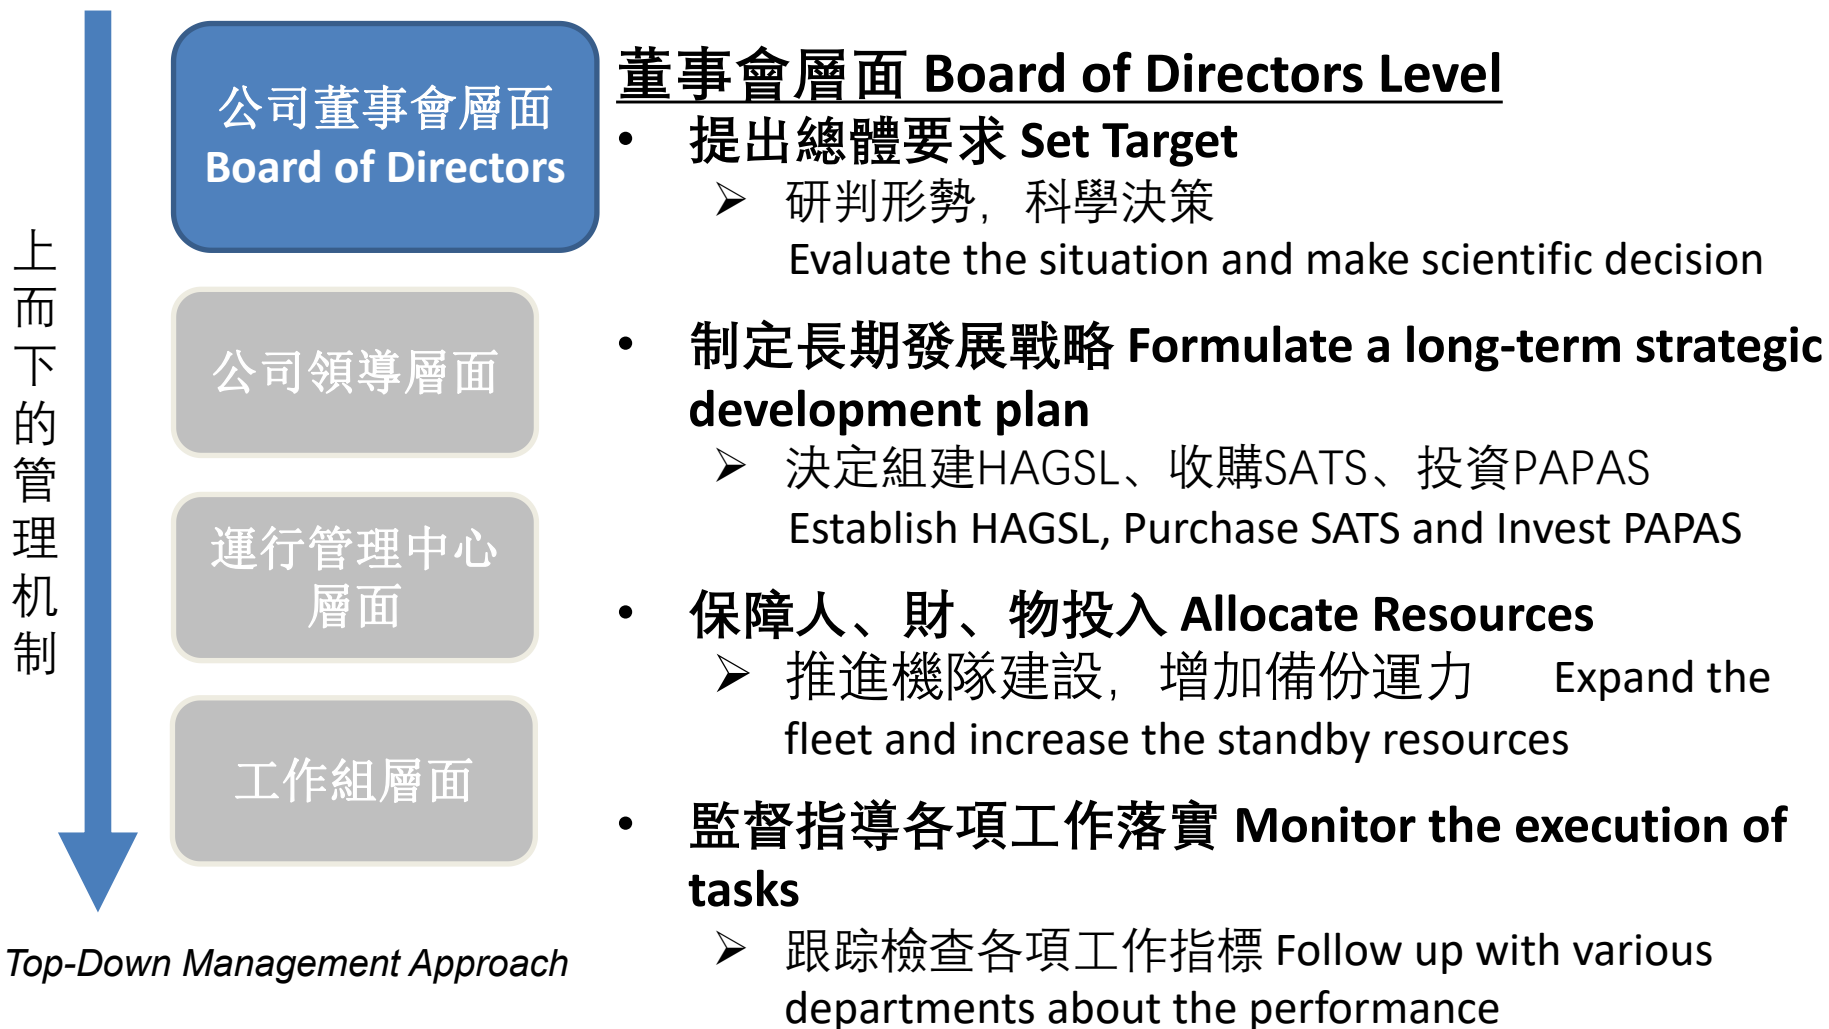 上而下的管理机制
公司董事會層面
Board of Directors
公司領導層面
運行管理中心
層面
工作組層面
Top-Down Management Approach
董事會層面 Board of Directors Level
• 提出總體要求 Set Target
➢ 研判形勢，科學決策
Evaluate the situation and make scientific decision
• 制定長期發展戰略 Formulate a long-term strategic
development plan
➢ 決定組建HAGSL、收購SATS、投資PAPAS
Establish HAGSL, Purchase SATS and Invest PAPAS
• 保障人、財、物投入 Allocate Resources
➢ 推進機隊建設，增加備份運力 Expand the
fleet and increase the standby resources
• 監督指導各項工作落實 Monitor the execution of
tasks
➢ 跟踪檢查各項工作指標 Follow up with various
departments about the performance